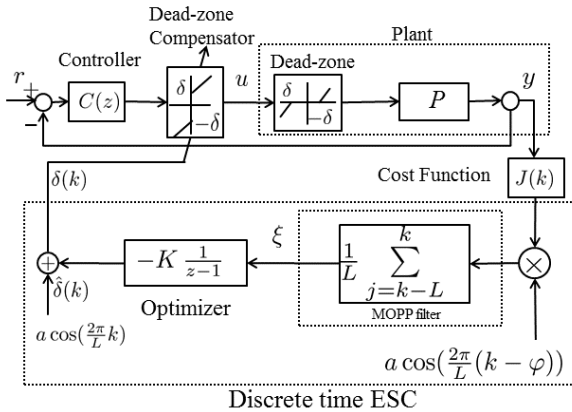 Dead-zone
Compensator
Controller
Plant
Dead-zone
r
+
−
C(z)
δ
−δ
u
δ
−δ
P
y
δ(k)
Cost Function
J(k)
ξ
+
−K 1/(z−1)
1/L ∑ k j=k−L
×
δ̂(k)
Optimizer
MOPP filter
a cos(2π/L k)
a cos(2π/L (k − φ))
Discrete time ESC